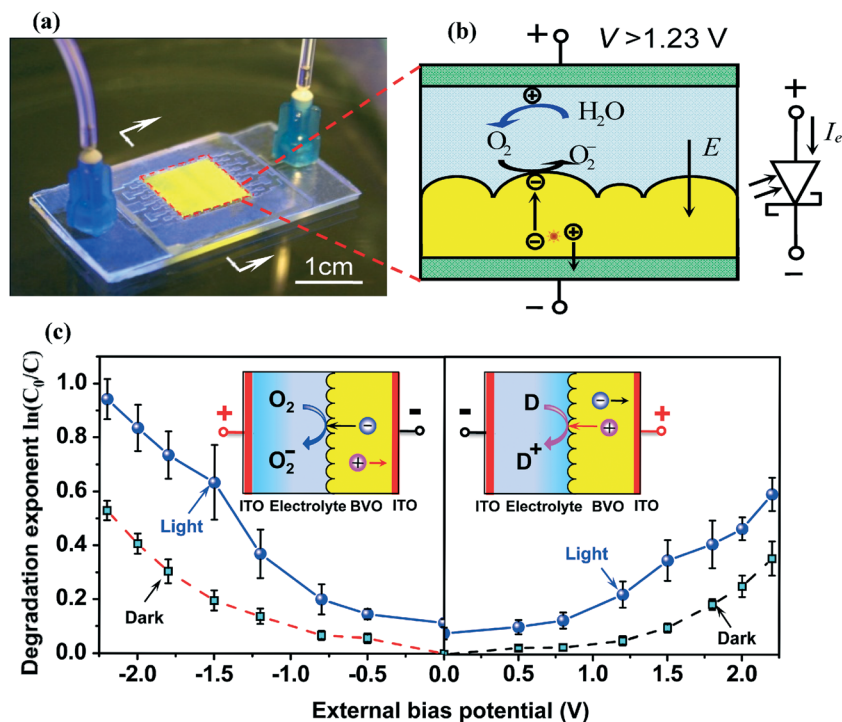 (a)
1cm
(b)
+
V >1.23 V
⊕
H₂O
O₂
O₂⁻
⊖
E
⊖ ⊕
−
+
Iₑ
−
(c)
Degradation exponent ln(C₀/C)
1.0
0.8
0.6
0.4
0.2
0.0
+
O₂
O₂⁻
−
+
-
ITO Electrolyte BVO ITO
Light
Dark
-
D
D⁺
−
+
+
ITO Electrolyte BVO ITO
Light
Dark
-2.0 -1.5 -1.0 -0.5 0.0 0.5 1.0 1.5 2.0
External bias potential (V)